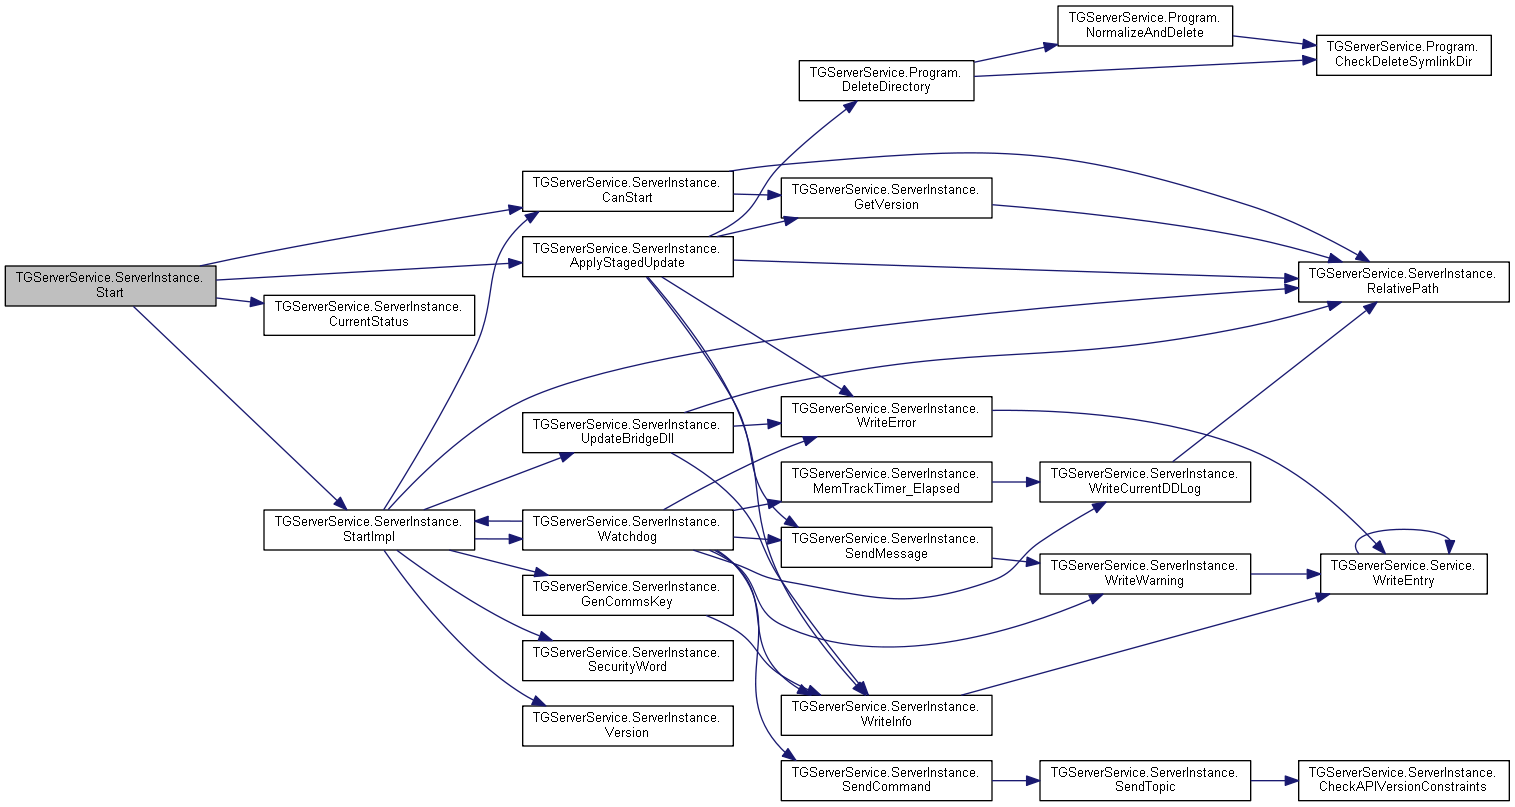 TGServerService.Program.
NormalizeAndDelete
TGServerService.Program.
CheckDeleteSymlinkDir
TGServerService.Program.
DeleteDirectory
TGServerService.ServerInstance.
CanStart
TGServerService.ServerInstance.
GetVersion
TGServerService.ServerInstance.
ApplyStagedUpdate
TGServerService.ServerInstance.
RelativePath
TGServerService.ServerInstance.
Start
TGServerService.ServerInstance.
CurrentStatus
TGServerService.ServerInstance.
WriteError
TGServerService.ServerInstance.
UpdateBridgeDll
TGServerService.ServerInstance.
MemTrackTimer_Elapsed
TGServerService.ServerInstance.
WriteCurrentDDLog
TGServerService.ServerInstance.
StartImpl
TGServerService.ServerInstance.
Watchdog
TGServerService.ServerInstance.
SendMessage
TGServerService.ServerInstance.
WriteWarning
TGServerService.Service.
WriteEntry
TGServerService.ServerInstance.
GenCommsKey
TGServerService.ServerInstance.
SecurityWord
TGServerService.ServerInstance.
WriteInfo
TGServerService.ServerInstance.
Version
TGServerService.ServerInstance.
SendCommand
TGServerService.ServerInstance.
SendTopic
TGServerService.ServerInstance.
CheckAPIVersionConstraints